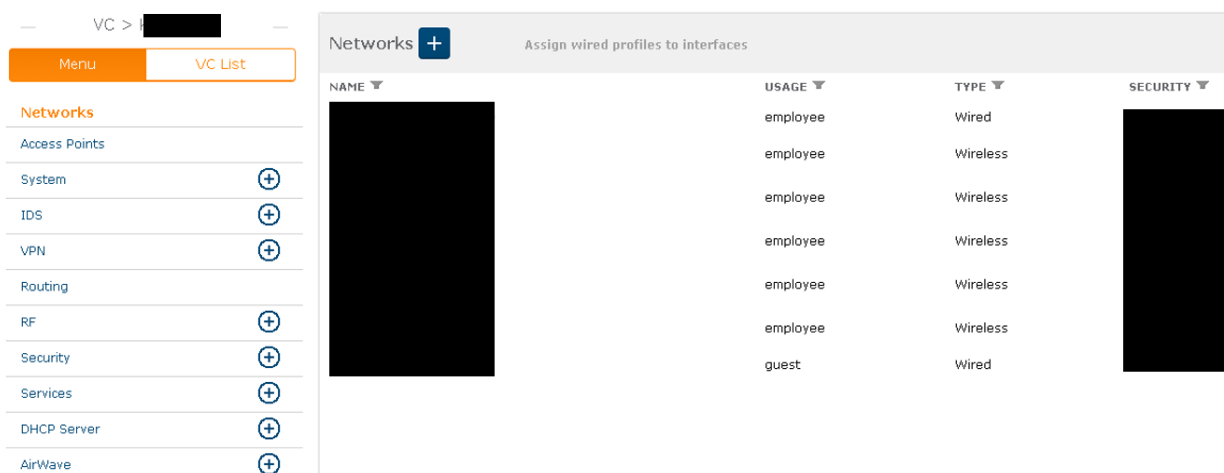 VC >
Menu VC List
Networks
Access Points
System
IDS
VPN
Routing
RF
Security
Services
DHCP Server
AirWave
Networks + Assign wired profiles to interfaces
NAME USAGE TYPE SECURITY
employee Wired
employee Wireless
employee Wireless
employee Wireless
employee Wireless
employee Wireless
guest Wired